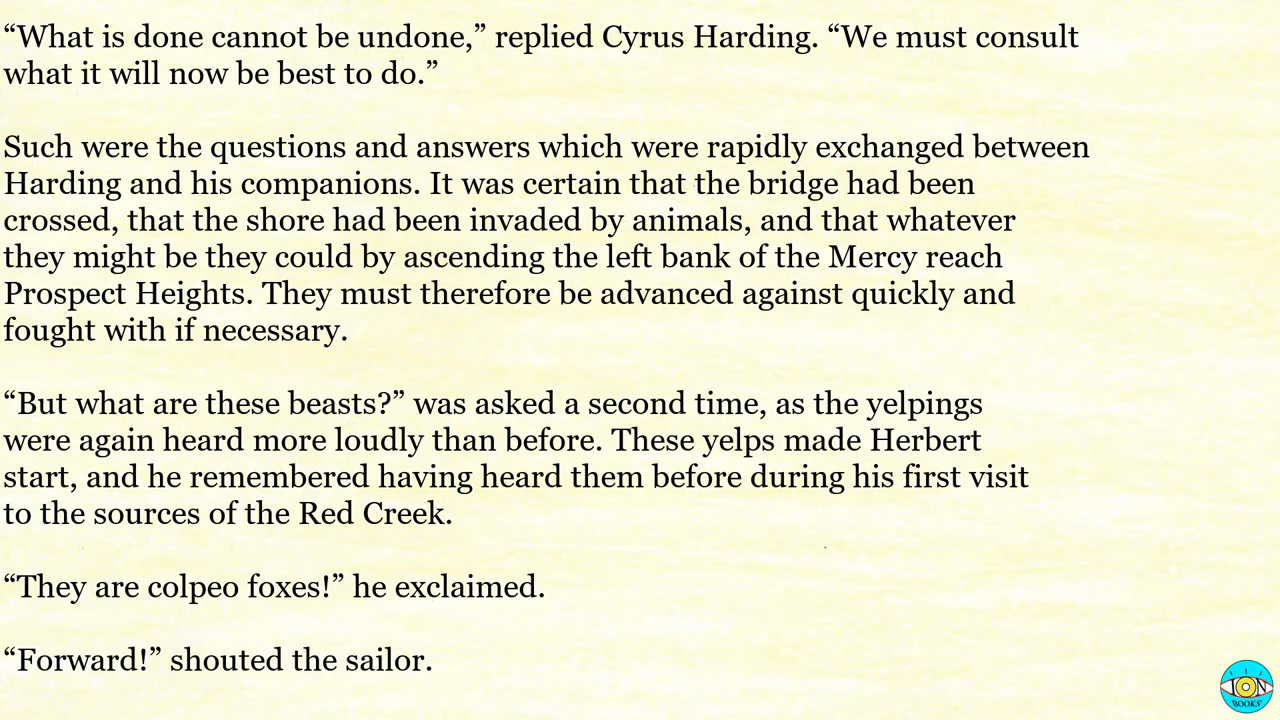 “What is done cannot be undone,” replied Cyrus Harding. “We must consult
what it will now be best to do.”
Such were the questions and answers which were rapidly exchanged between
Harding and his companions. It was certain that the bridge had been
crossed, that the shore had been invaded by animals, and that whatever
they might be they could by ascending the left bank of the Mercy reach
Prospect Heights. They must therefore be advanced against quickly and
fought with if necessary.
“But what are these beasts?” was asked a second time, as the yelpings
were again heard more loudly than before. These yelps made Herbert
start, and he remembered having heard them before during his first visit
to the sources of the Red Creek.
“They are colpeo foxes!” he exclaimed.
“Forward!” shouted the sailor.
ION
BOOKS